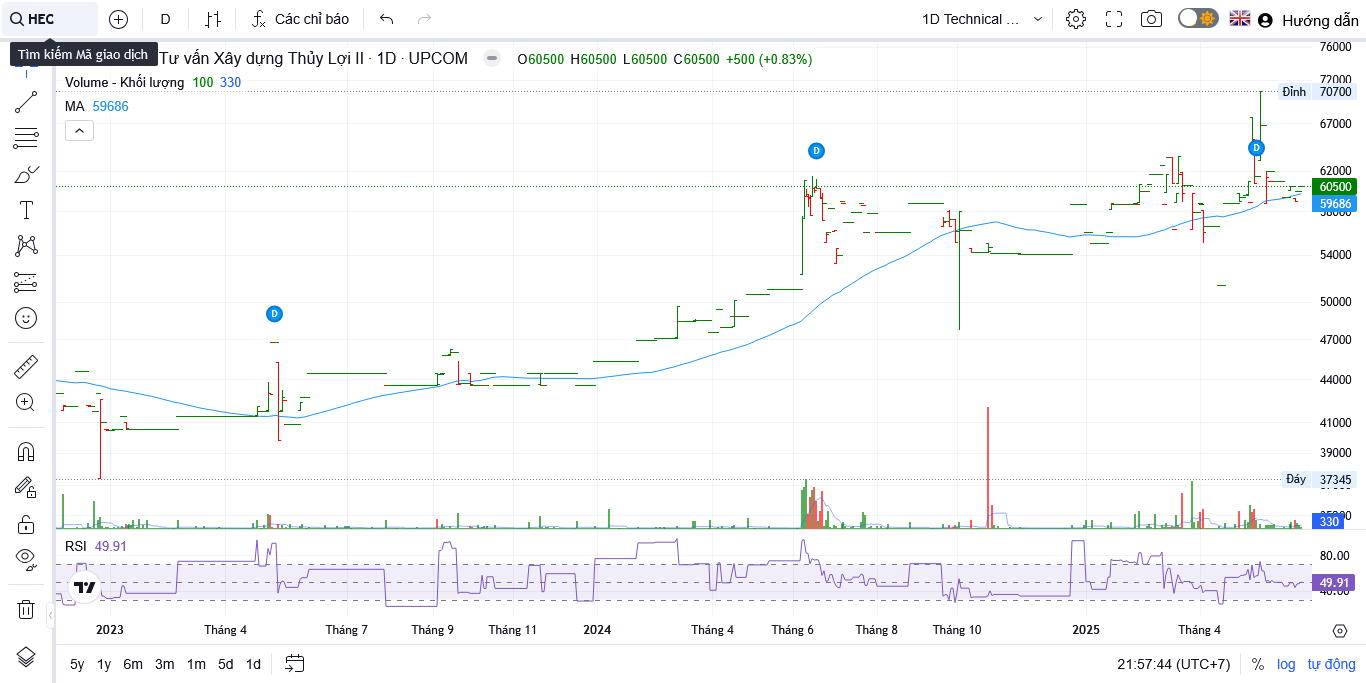 HEC
D
Các chỉ báo
1D Technical ...
Hướng dẫn
Tìm kiếm Mã giao dịch
Tư vấn Xây dựng Thủy Lợi II · 1D · UPCOM
O60500 H60500 L60500 C60500 +500 (+0.83%)
Volume - Khối lượng 100 330
MA 59686
76000
72000
Đỉnh 70700
67000
62000
60500
59686
58000
54000
50000
47000
44000
41000
39000
Đáy 37345
330
D
D
D
RSI 49.91
80.00
49.91
40.00
2023
Tháng 4
Tháng 7
Tháng 9
Tháng 11
2024
Tháng 4
Tháng 6
Tháng 8
Tháng 10
2025
Tháng 4
5y 1y 6m 3m 1m 5d 1d
21:57:44 (UTC+7)
%
log
tự động